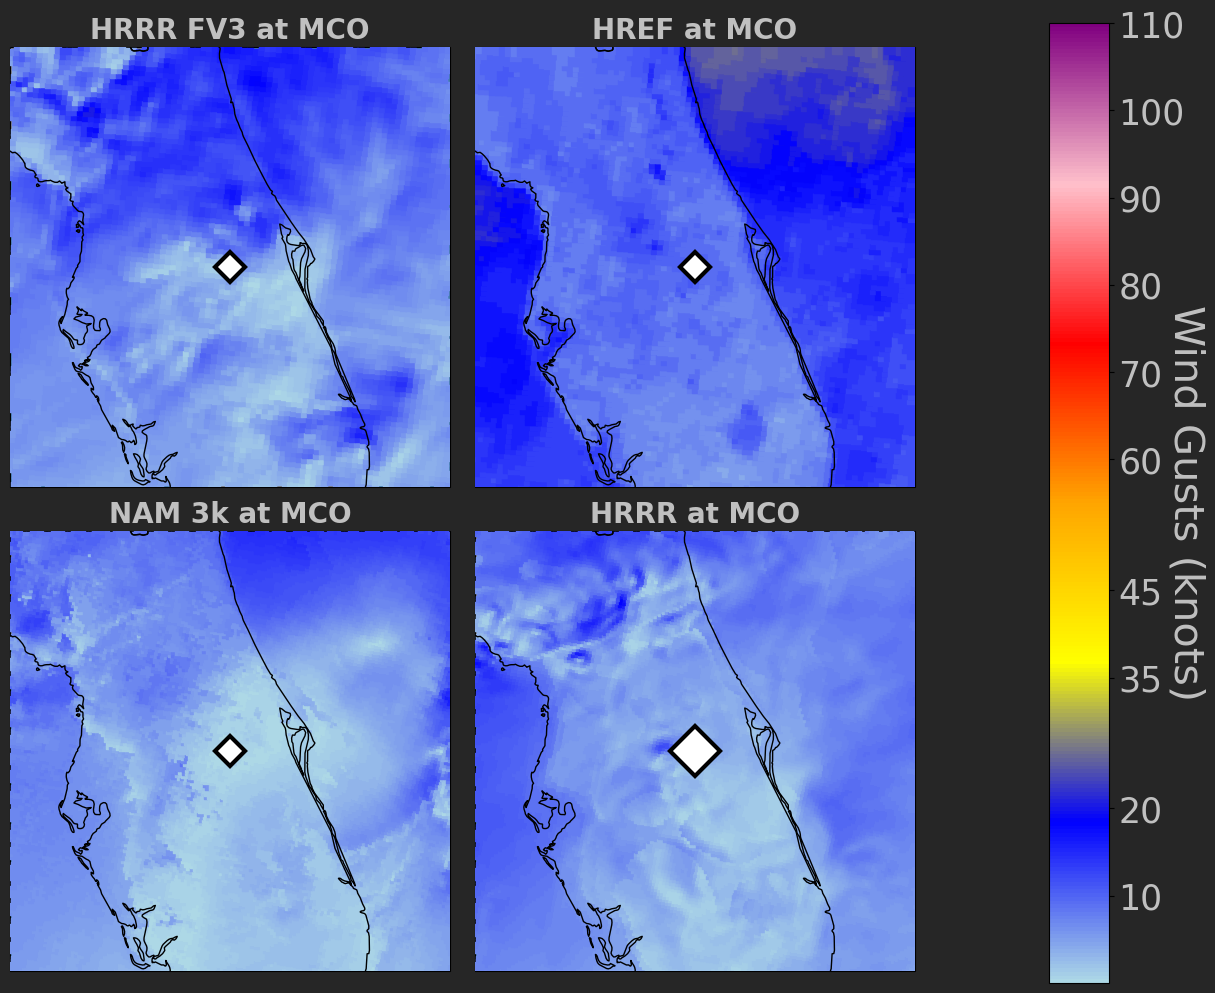 HRRR FV3 at MCO
HREF at MCO
NAM 3k at MCO
HRRR at MCO
110
100
90
80
70
60
45
35
20
10
Wind Gusts (knots)